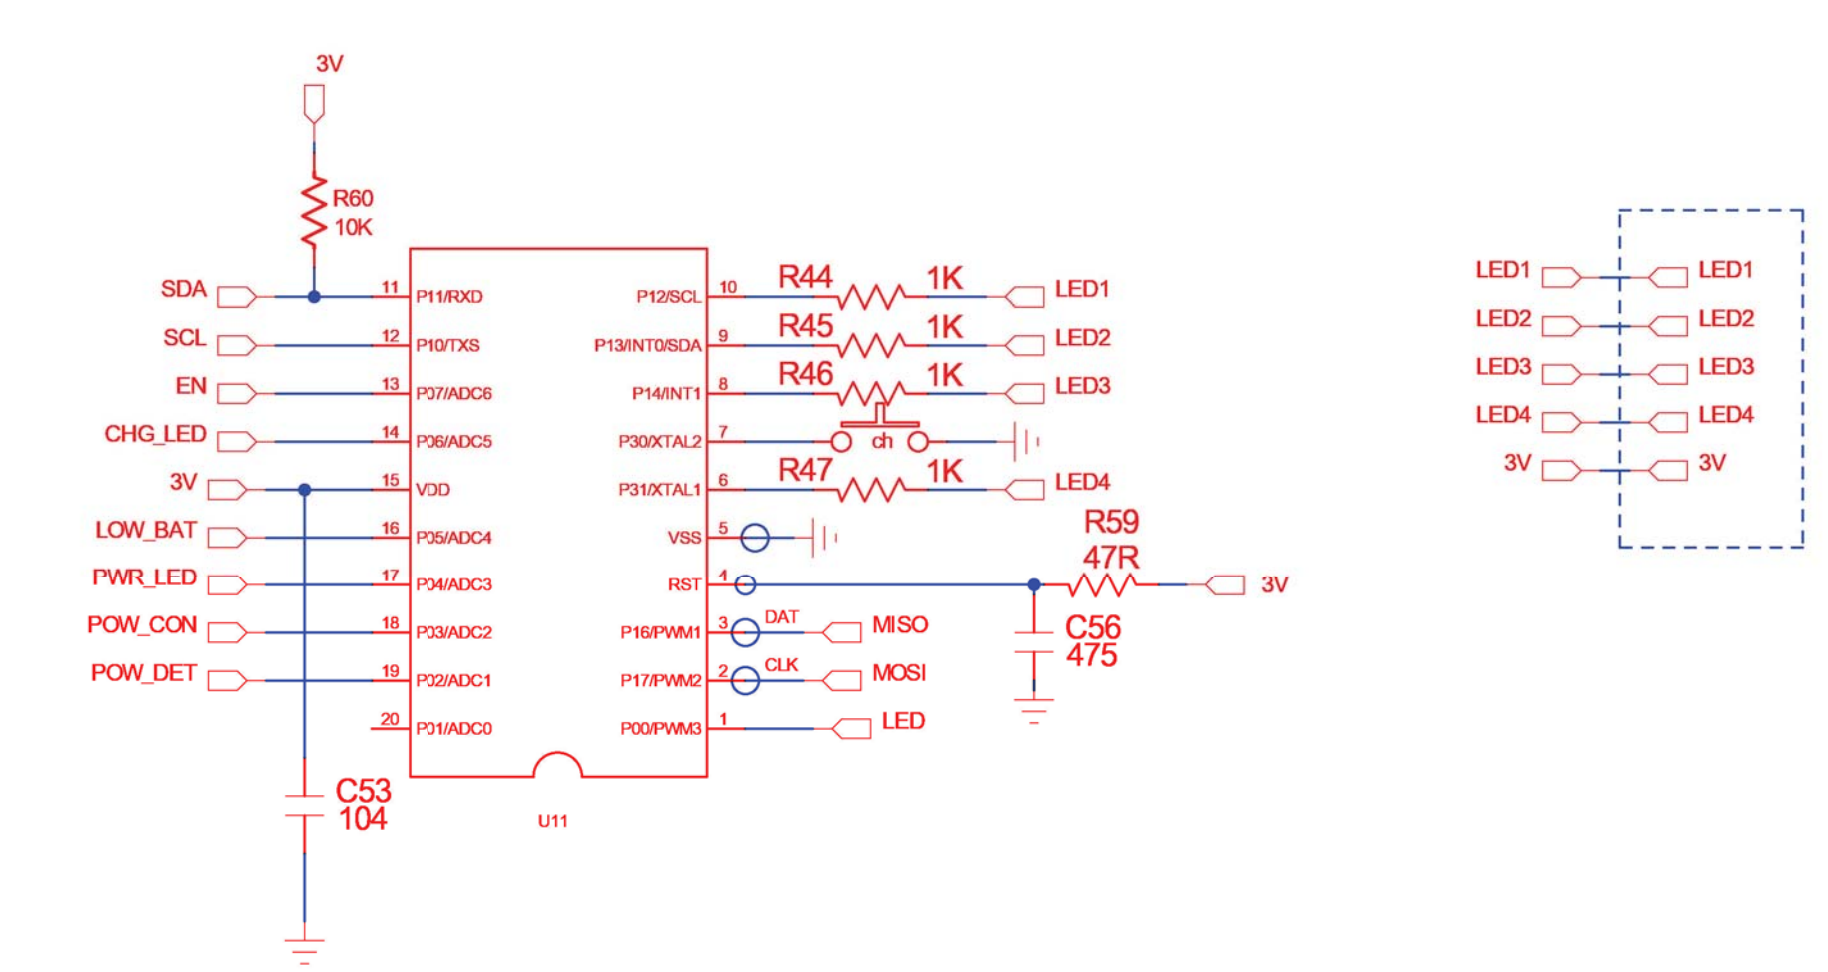 3V
R60
10K
SDA
11
P11/RXD
SCL
12
P10/TXS
EN
13
P07/ADC6
CHG_LED
14
P06/ADC5
3V
15
VDD
LOW_BAT
16
P05/ADC4
PWR_LED
17
P04/ADC3
POW_CON
18
P03/ADC2
POW_DET
19
P02/ADC1
20
P01/ADC0
C53
104
U11
P12/SCL
10
R44
1K
LED1
P13/INT0/SDA
9
R45
1K
LED2
P14/INT1
8
R46
1K
LED3
P30/XTAL2
7
ch
P31/XTAL1
6
R47
1K
LED4
VSS
5
RST
4
R59
47R
3V
C56
475
P16/PWM1
3
DAT
MISO
P17/PWM2
2
CLK
MOSI
P00/PWM3
1
LED
LED1
LED1
LED2
LED2
LED3
LED3
LED4
LED4
3V
3V